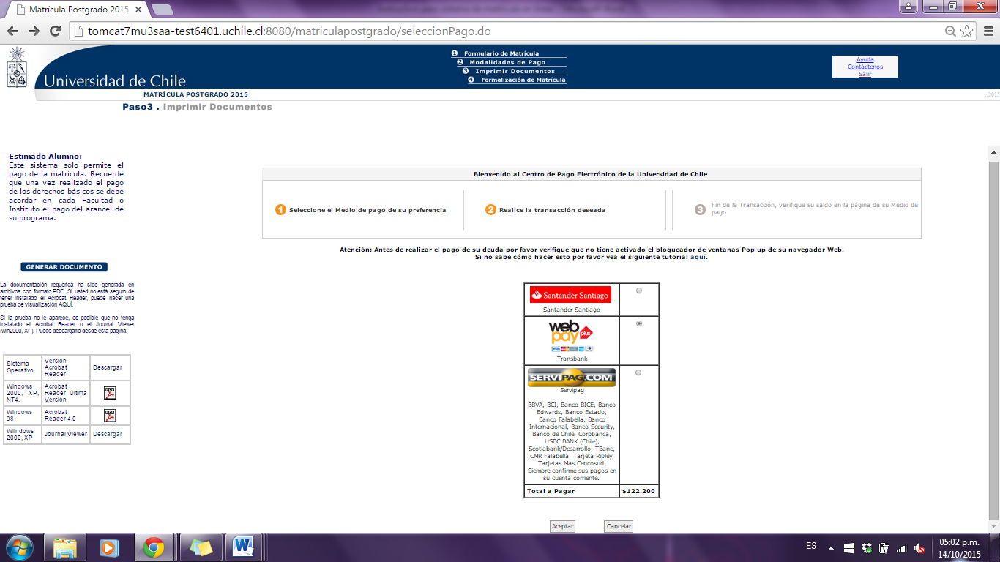 Matrícula Postgrado 2015
tomcat7mu3saa-test6401.uchile.cl:8080/matriculapostgrado/seleccionPago.do
Universidad de Chile
1 Formulario de Matrícula
2 Modalidades de Pago
3 Imprimir Documentos
4 Formalización de Matrícula
Ayuda
Contáctenos
Salir
MATRÍCULA POSTGRADO 2015
v.2015
Paso3 . Imprimir Documentos
Estimado Alumno:
Este sistema sólo permite el
pago de la matrícula. Recuerde
que una vez realizado el pago
de los derechos básicos se debe
acordar en cada Facultad o
Instituto el pago del arancel de
su programa.
GENERAR DOCUMENTO
La documentación requerida ha sido generada en
archivos con formato PDF. Si usted no está seguro de
tener instalado el Acrobat Reader, puede hacer una
prueba de visualización AQUÍ.
Si la prueba no le aparece, es posible que no tenga
instalado el Acrobat Reader o el Journal Viewer
(win2000, XP). Puede descargarlo desde esta página.
Sistema
Operativo
Versión
Acrobat
Reader
Descargar
Windows
2000, XP,
NT4.
Acrobat
Reader Última
Versión
Windows
98
Acrobat
Reader 4.0
Wiindows
2000, XP
Journal Viewer
Descargar
Bienvenido al Centro de Pago Electrónico de la Universidad de Chile
1 Seleccione el Medio de pago de su preferencia
2 Realice la transacción deseada
3 Fin de la Transacción, verifique su saldo en la página de su Medio de
pago
Atención: Antes de realizar el pago de su deuda por favor verifique que no tiene activado el bloqueador de ventanas Pop up de su navegador Web.
Si no sabe cómo hacer esto por favor vea el siguiente tutorial aquí.
Santander Santiago
Santander Santiago
web
pay plus
Transbank
SERVIPAG.COM
Servipag
BBVA, BCI, Banco BICE, Banco
Edwards, Banco Estado,
Banco Falabella, Banco
Internacional, Banco Security,
Banco de Chile, Corpbanca,
HSBC BANK (Chile),
Scotiabank/Desarrollo, TBanc,
CMR Falabella, Tarjeta Ripley,
Tarjetas Mas Cencosud.
Siempre confirme sus pagos en
su cuenta corriente.
Total a Pagar $122.200
Aceptar Cancelar
ES
05:02 p.m.
14/10/2015